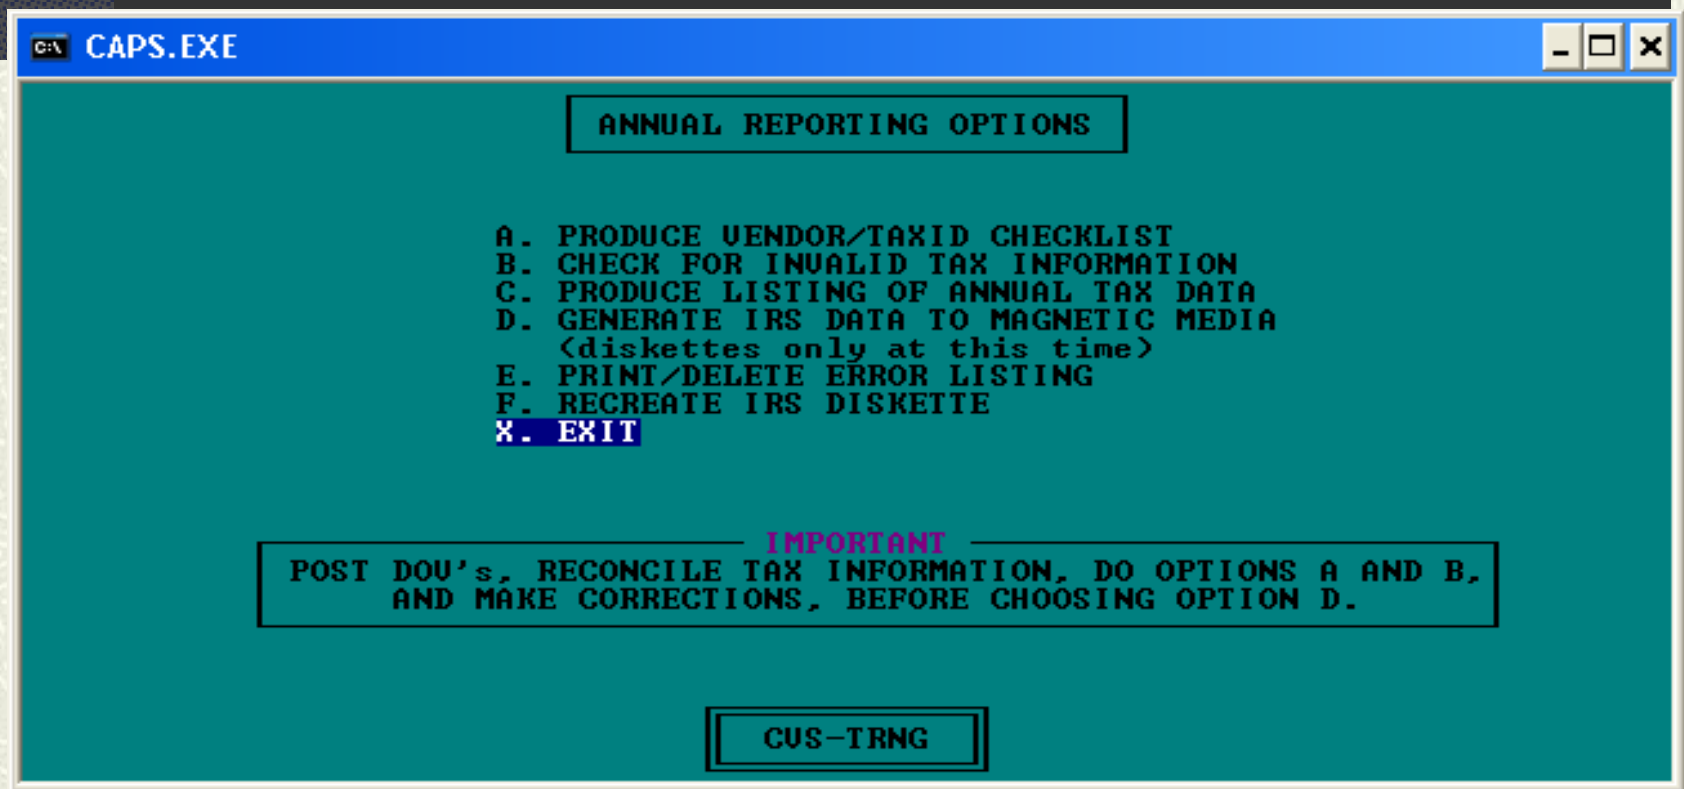 CAPS.EXE
ANNUAL REPORTING OPTIONS
A. PRODUCE VENDOR/TAXID CHECKLIST
B. CHECK FOR INVALID TAX INFORMATION
C. PRODUCE LISTING OF ANNUAL TAX DATA
D. GENERATE IRS DATA TO MAGNETIC MEDIA
(diskettes only at this time)
E. PRINT/DELETE ERROR LISTING
F. RECREATE IRS DISKETTE
X. EXIT
IMPORTANT
POST DOV's, RECONCILE TAX INFORMATION, DO OPTIONS A AND B,
AND MAKE CORRECTIONS, BEFORE CHOOSING OPTION D.
CVS-TRNG